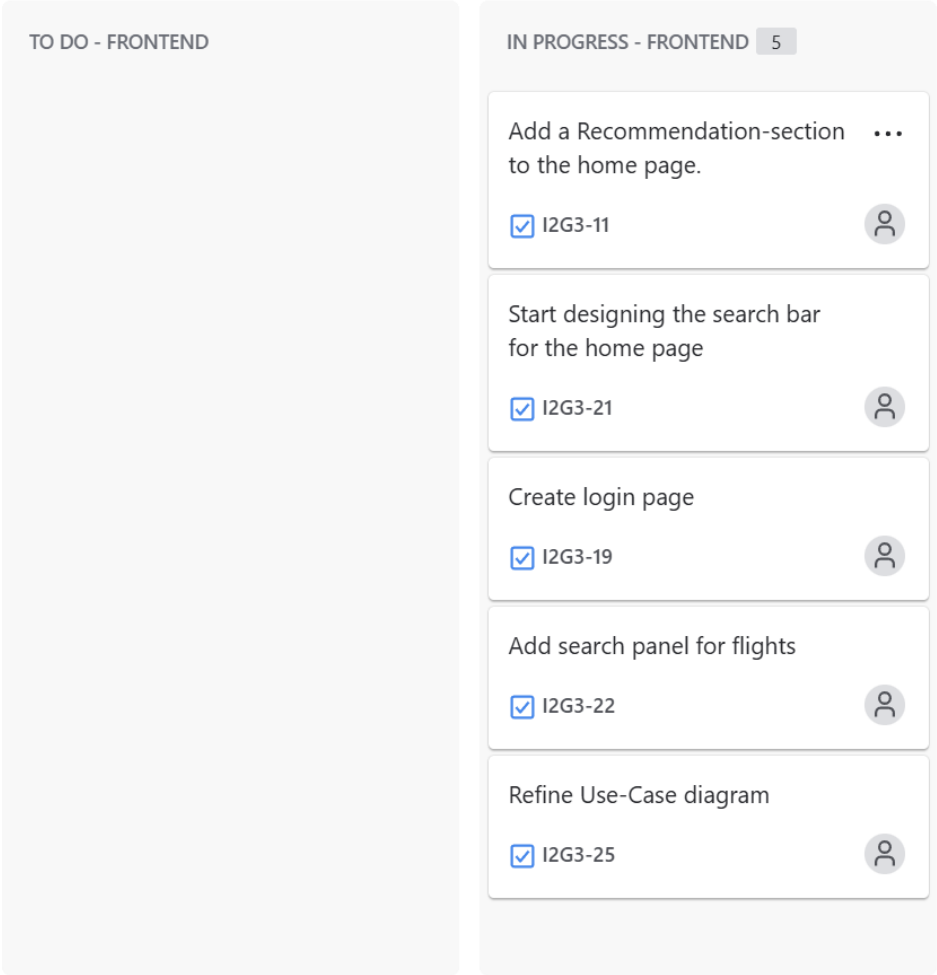 TO DO - FRONTEND
IN PROGRESS - FRONTEND 5
Add a Recommendation-section
to the home page.
I2G3-11
Start designing the search bar
for the home page
I2G3-21
Create login page
I2G3-19
Add search panel for flights
I2G3-22
Refine Use-Case diagram
I2G3-25